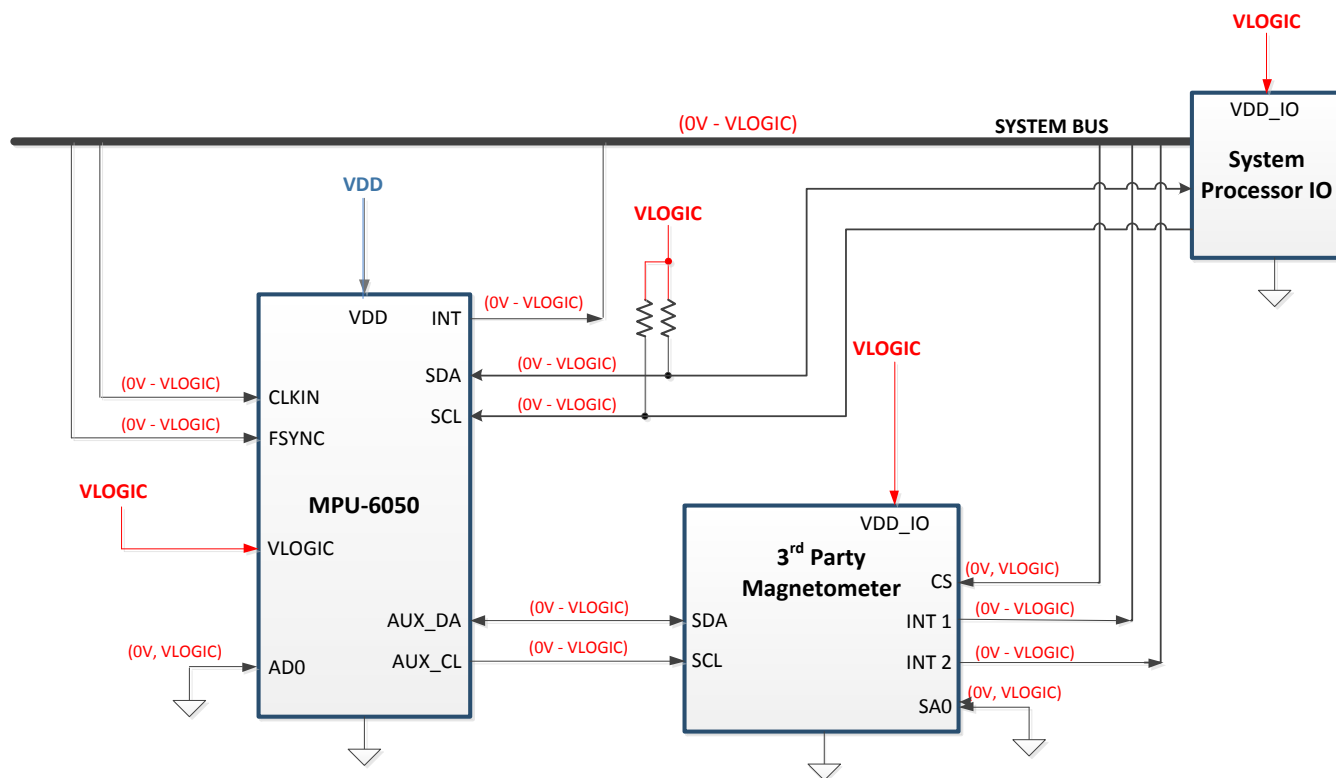 VLOGIC
VDD_IO
System
Processor IO
(0V - VLOGIC)
SYSTEM BUS
VDD
VLOGIC
VDD
INT
(0V - VLOGIC)
SDA
(0V - VLOGIC)
SCL
(0V - VLOGIC)
(0V - VLOGIC)
CLKIN
(0V - VLOGIC)
FSYNC
VLOGIC
MPU-6050
VLOGIC
(0V, VLOGIC)
AD0
AUX_DA
(0V - VLOGIC)
AUX_CL
(0V - VLOGIC)
VLOGIC
VDD_IO
3rd Party
Magnetometer
SDA
SCL
CS
(0V, VLOGIC)
INT 1
(0V - VLOGIC)
INT 2
(0V - VLOGIC)
SA0
(0V, VLOGIC)